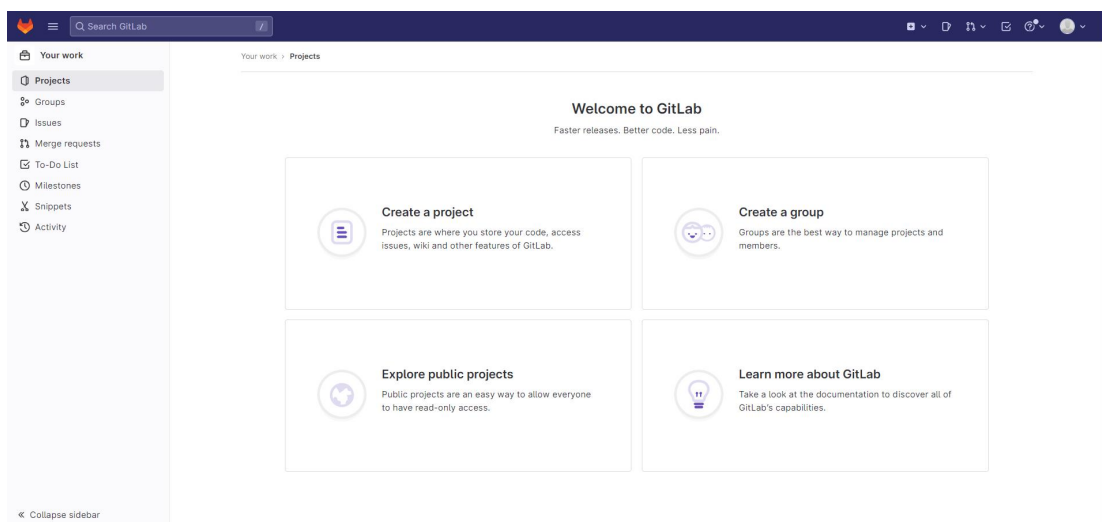 Search GitLab /
Your work
Projects
Groups
Issues
Merge requests
To-Do List
Milestones
Snippets
Activity
« Collapse sidebar
Your work > Projects
Welcome to GitLab
Faster releases. Better code. Less pain.
Create a project
Projects are where you store your code, access
issues, wiki and other features of GitLab.
Create a group
Groups are the best way to manage projects and
members.
Explore public projects
Public projects are an easy way to allow everyone
to have read-only access.
Learn more about GitLab
Take a look at the documentation to discover all of
GitLab's capabilities.